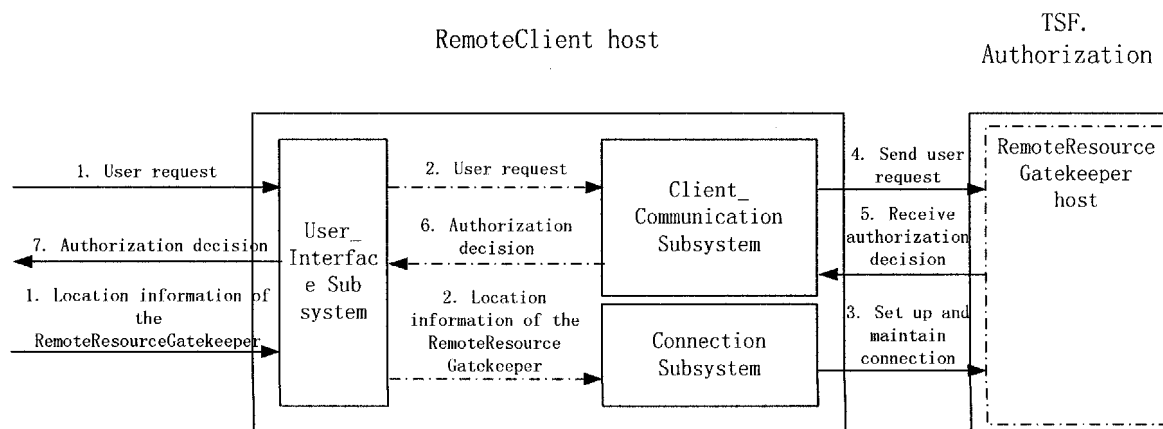 RemoteClient host
TSF.
Authorization
1. User request
7. Authorization decision
1. Location information of
the
RemoteResourceGatekeeper
User_
Interfac
e Sub
system
2. User request
6. Authorization
decision
2. Location
information of the
RemoteResource
Gatekeeper
Client_
Communication
Subsystem
Connection
Subsystem
4. Send user
request
5. Receive
authorization
decision
3. Set up and
maintain
connection
RemoteResource
Gatekeeper
host